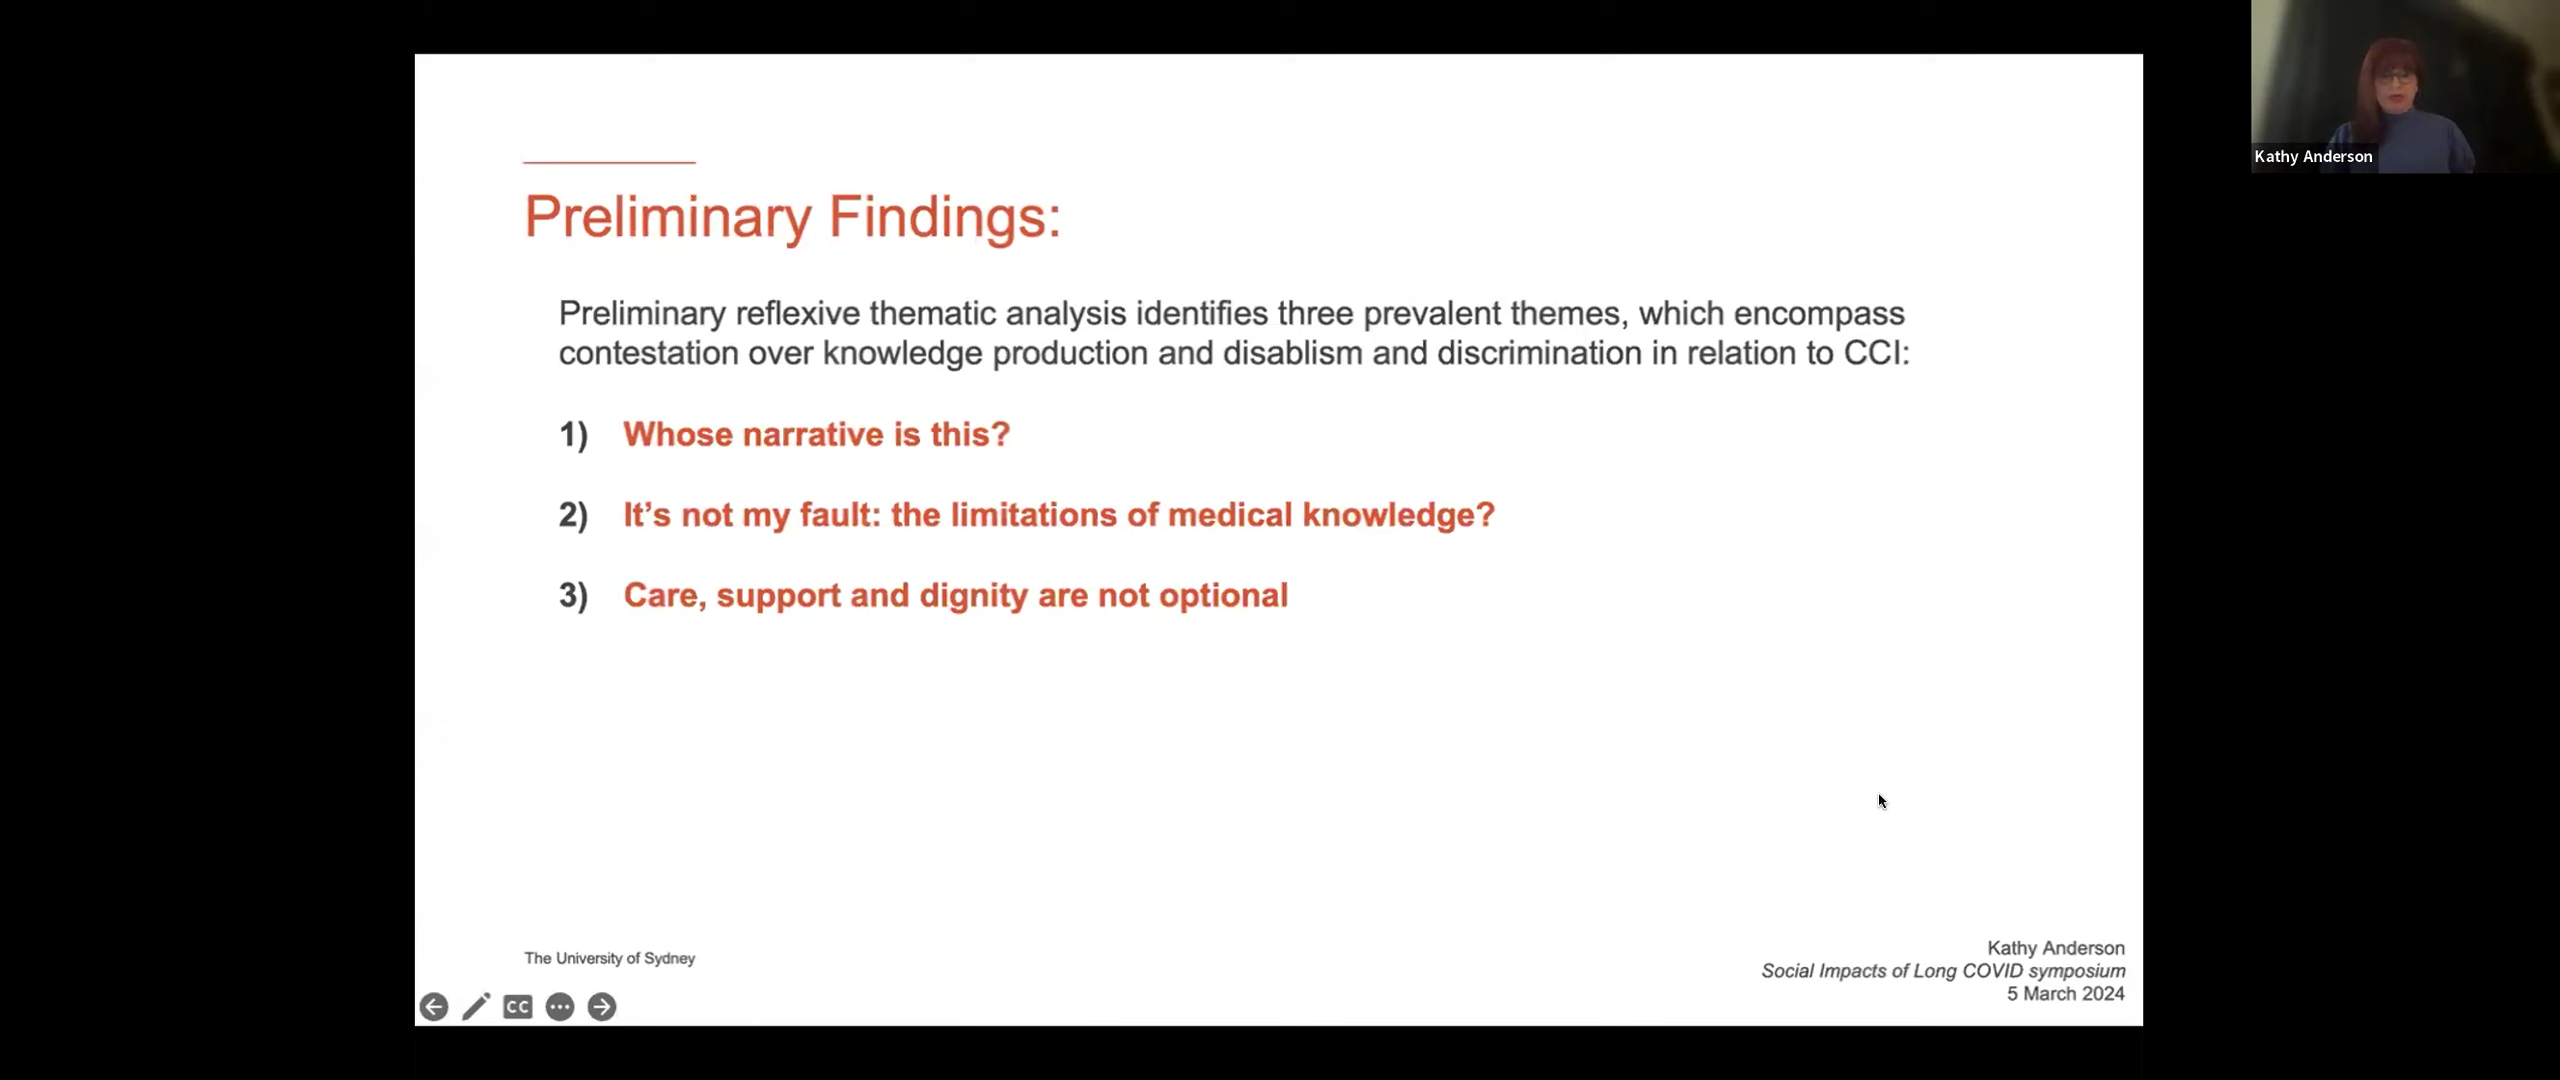 Kathy Anderson
Preliminary Findings:
Preliminary reflexive thematic analysis identifies three prevalent themes, which encompass
contestation over knowledge production and disablism and discrimination in relation to CCI:
1) Whose narrative is this?
2) It’s not my fault: the limitations of medical knowledge?
3) Care, support and dignity are not optional
The University of Sydney
Kathy Anderson
Social Impacts of Long COVID symposium
5 March 2024
CC